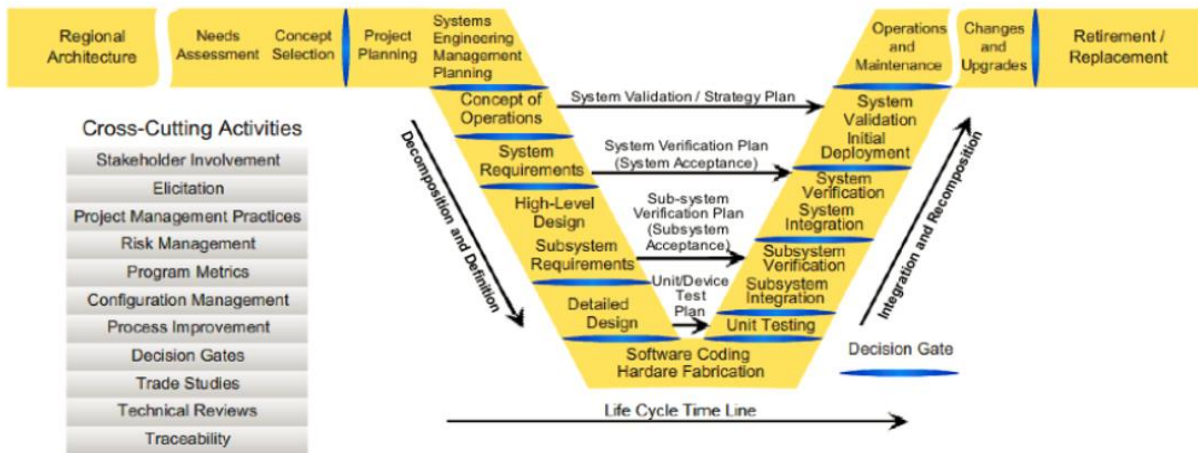 Regional
Architecture
Needs
Assessment
Concept
Selection
Project
Planning
Systems
Engineering
Management
Planning
Operations
and
Maintenance
Changes
and
Upgrades
Retirement /
Replacement
Cross-Cutting Activities
Stakeholder Involvement
Elicitation
Project Management Practices
Risk Management
Program Metrics
Configuration Management
Process Improvement
Decision Gates
Trade Studies
Technical Reviews
Traceability
Decomposition and Definition
Concept of
Operations
System
Requirements
High-Level
Design
Subsystem
Requirements
Detailed
Design
System Validation / Strategy Plan
System Verification Plan
(System Acceptance)
Sub-system
Verification Plan
(Subsystem
Acceptance)
Unit/Device
Test
Plan
System
Validation
Initial
Deployment
System
Verification
System
Integration
Subsystem
Verification
Subsystem
Integration
Unit Testing
Software Coding
Hardare Fabrication
Integration and Recomposition
Decision Gate
Life Cycle Time Line